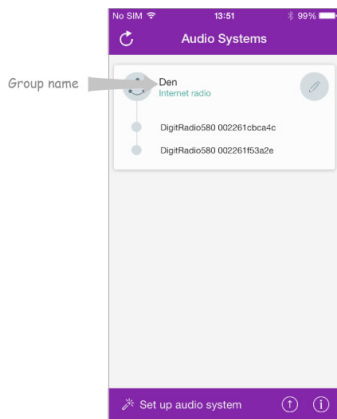 No SIM 13:51 99%
Audio Systems
Group name
Den
Internet radio
DigitRadio580 002261cbca4c
DigitRadio580 002261f53a2e
Set up audio system